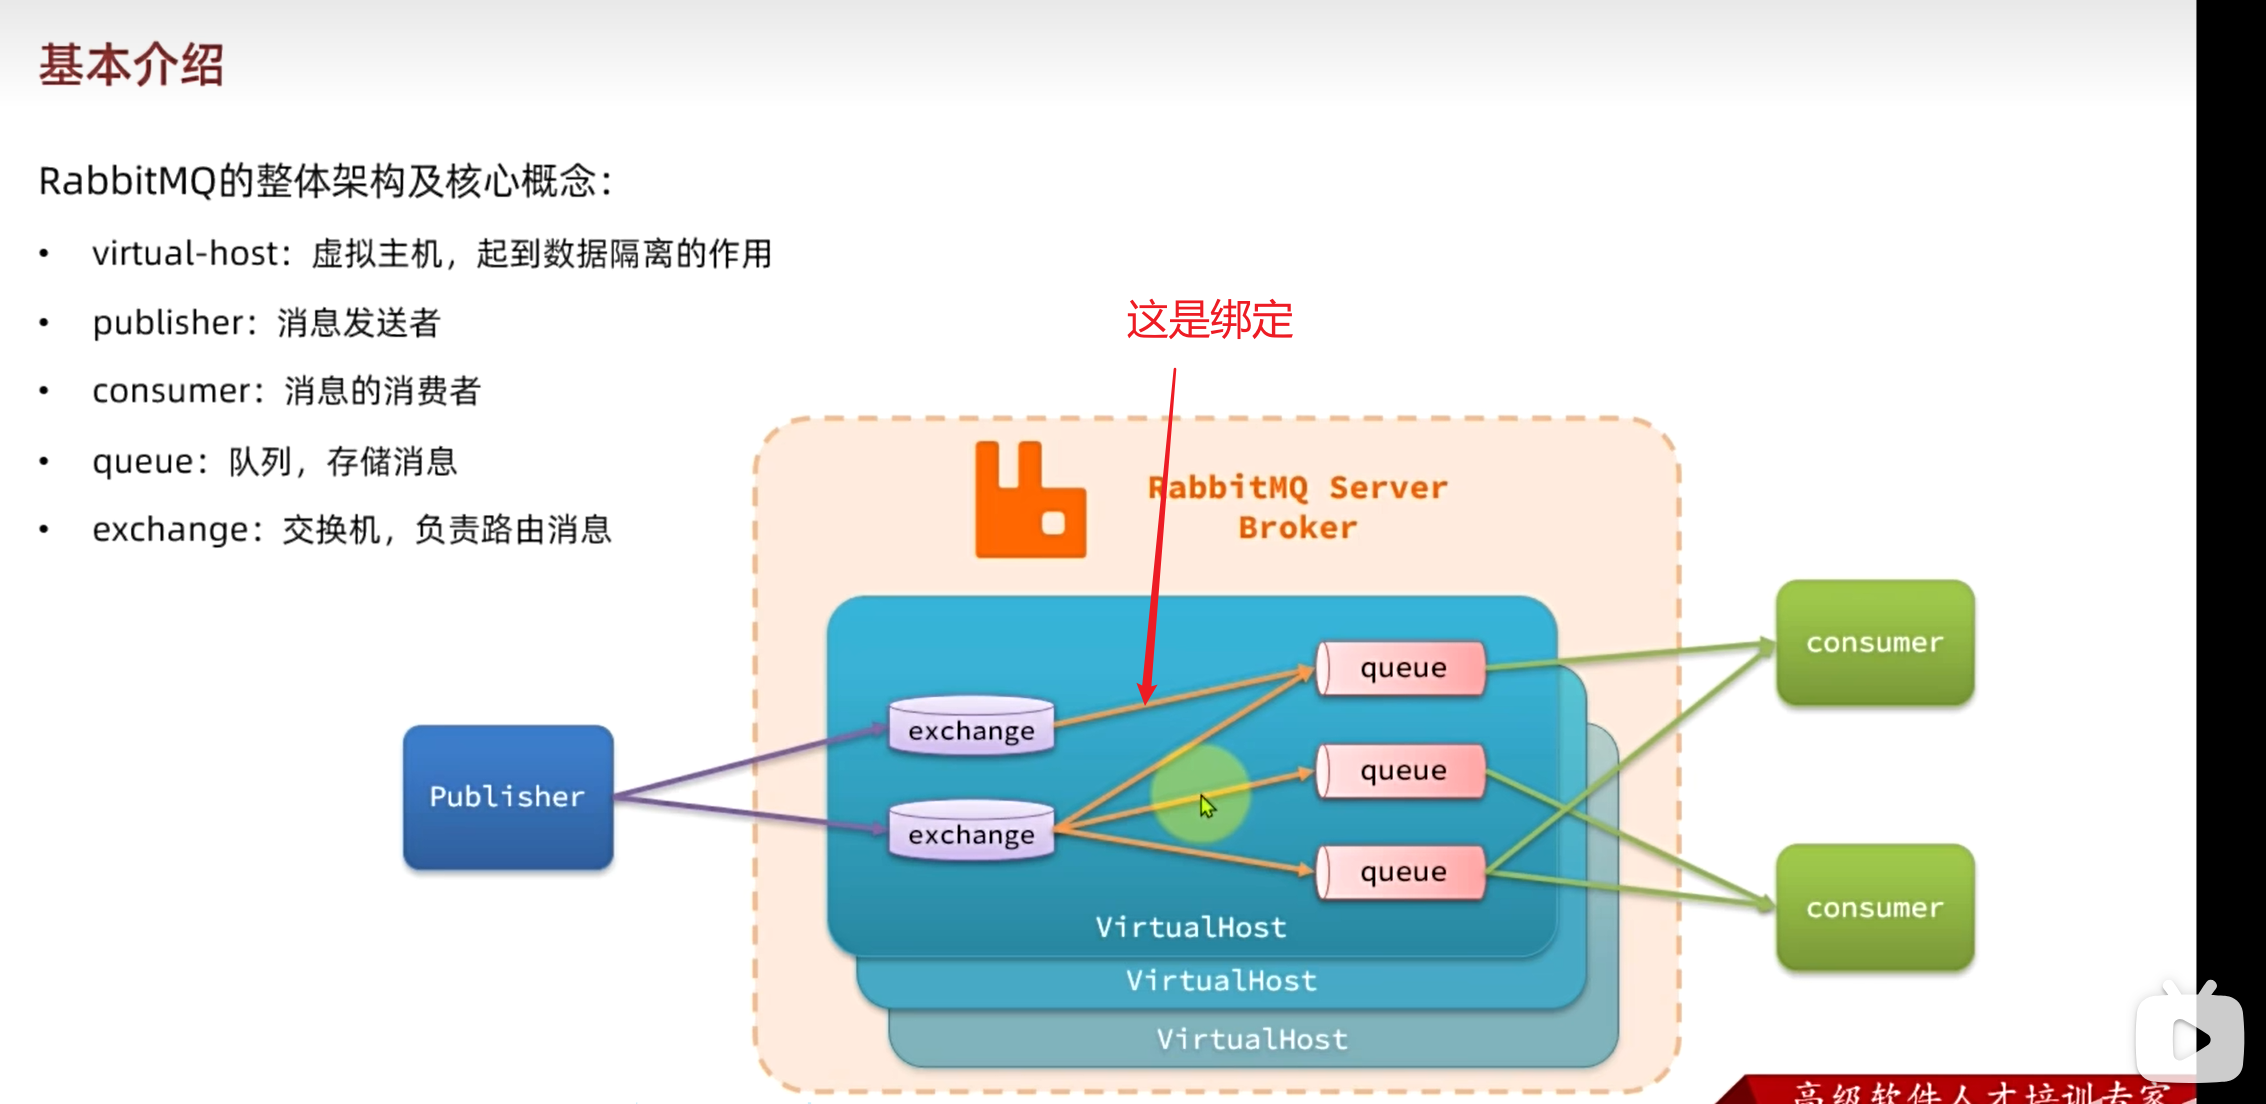 基本介绍
RabbitMQ的整体架构及核心概念：
• virtual-host：虚拟主机，起到数据隔离的作用
• publisher：消息发送者
• consumer：消息的消费者
• queue：队列，存储消息
• exchange：交换机，负责路由消息
这是绑定
RabbitMQ Server
Broker
Publisher
exchange
exchange
queue
queue
queue
VirtualHost
VirtualHost
VirtualHost
consumer
consumer
高级软件人才培训专家